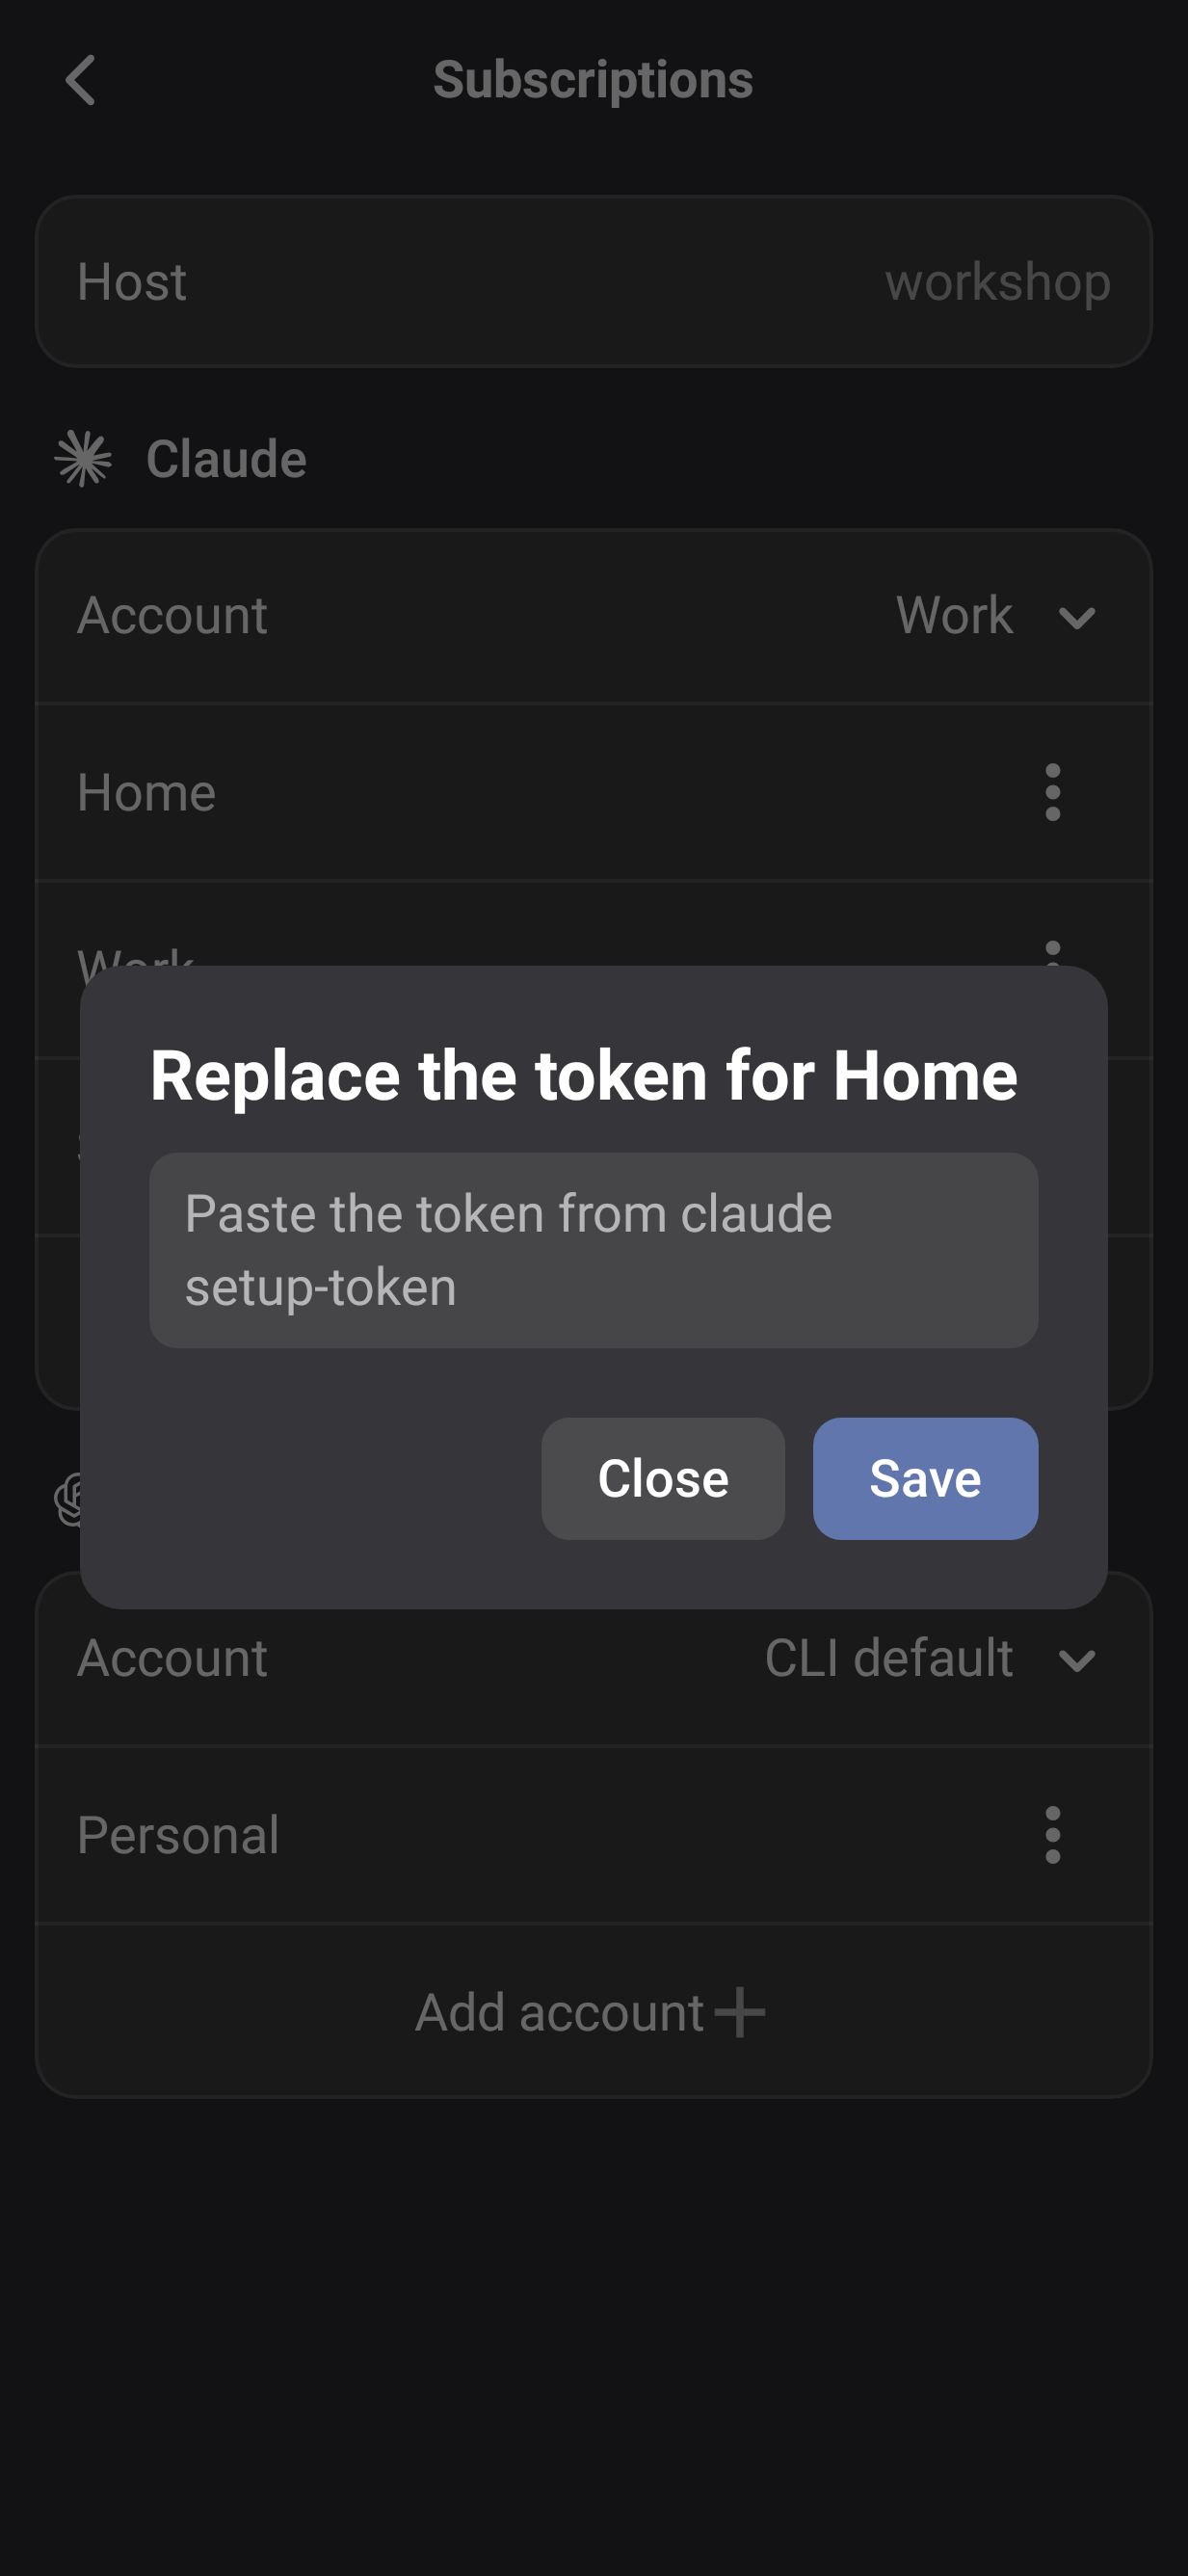 Subscriptions
Host
workshop
Claude
Account
Work
Home
Work
Replace the token for Home
Paste the token from claude
setup-token
Close
Save
Account
CLI default
Personal
Add account